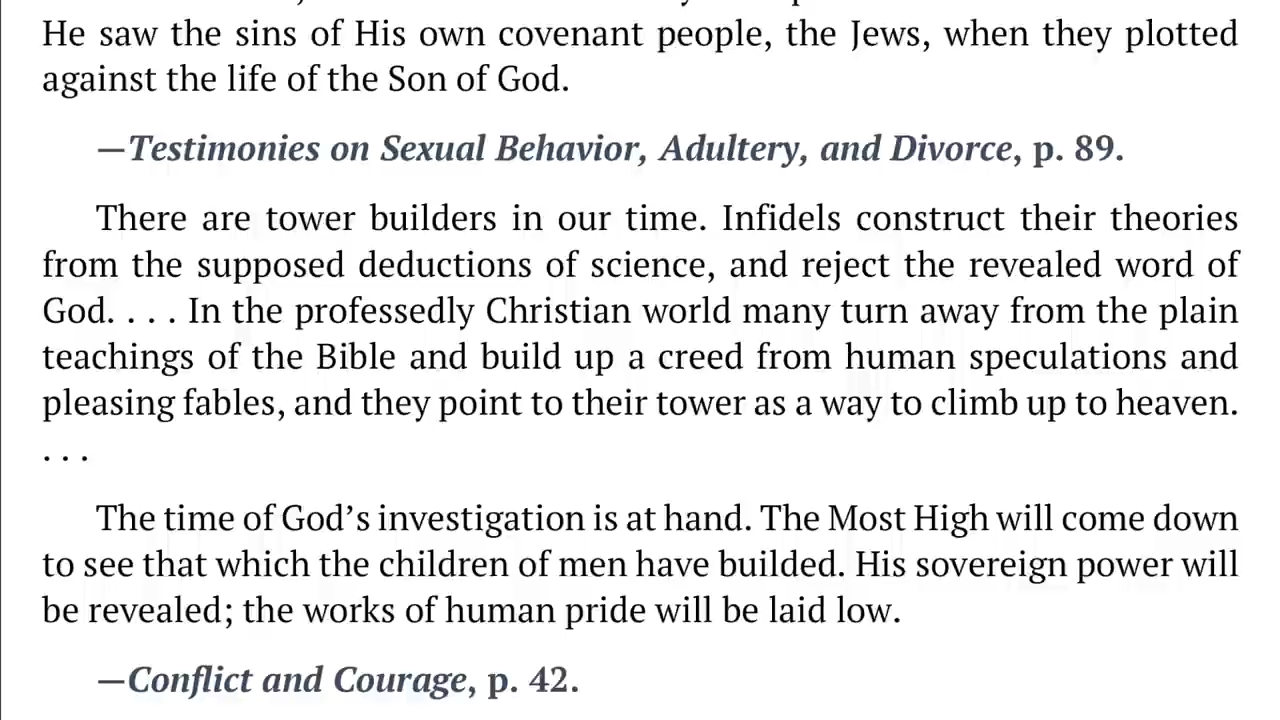 He saw the sins of His own covenant people, the Jews, when they plotted
against the life of the Son of God.
—Testimonies on Sexual Behavior, Adultery, and Divorce, p. 89.
There are tower builders in our time. Infidels construct their theories
from the supposed deductions of science, and reject the revealed word of
God. . . . In the professedly Christian world many turn away from the plain
teachings of the Bible and build up a creed from human speculations and
pleasing fables, and they point to their tower as a way to climb up to heaven.
. . .
The time of God’s investigation is at hand. The Most High will come down
to see that which the children of men have builded. His sovereign power will
be revealed; the works of human pride will be laid low.
—Conflict and Courage, p. 42.